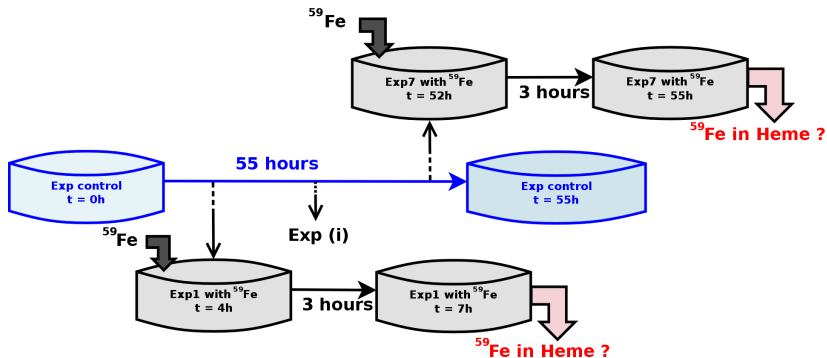 ⁵⁹Fe
Exp7 with ⁵⁹Fe
t = 52h
3 hours
Exp7 with ⁵⁹Fe
t = 55h
⁵⁹Fe in Heme ?
55 hours
Exp control
t = 0h
Exp control
t = 55h
Exp (i)
⁵⁹Fe
Exp1 with ⁵⁹Fe
t = 4h
3 hours
Exp1 with ⁵⁹Fe
t = 7h
⁵⁹Fe in Heme ?